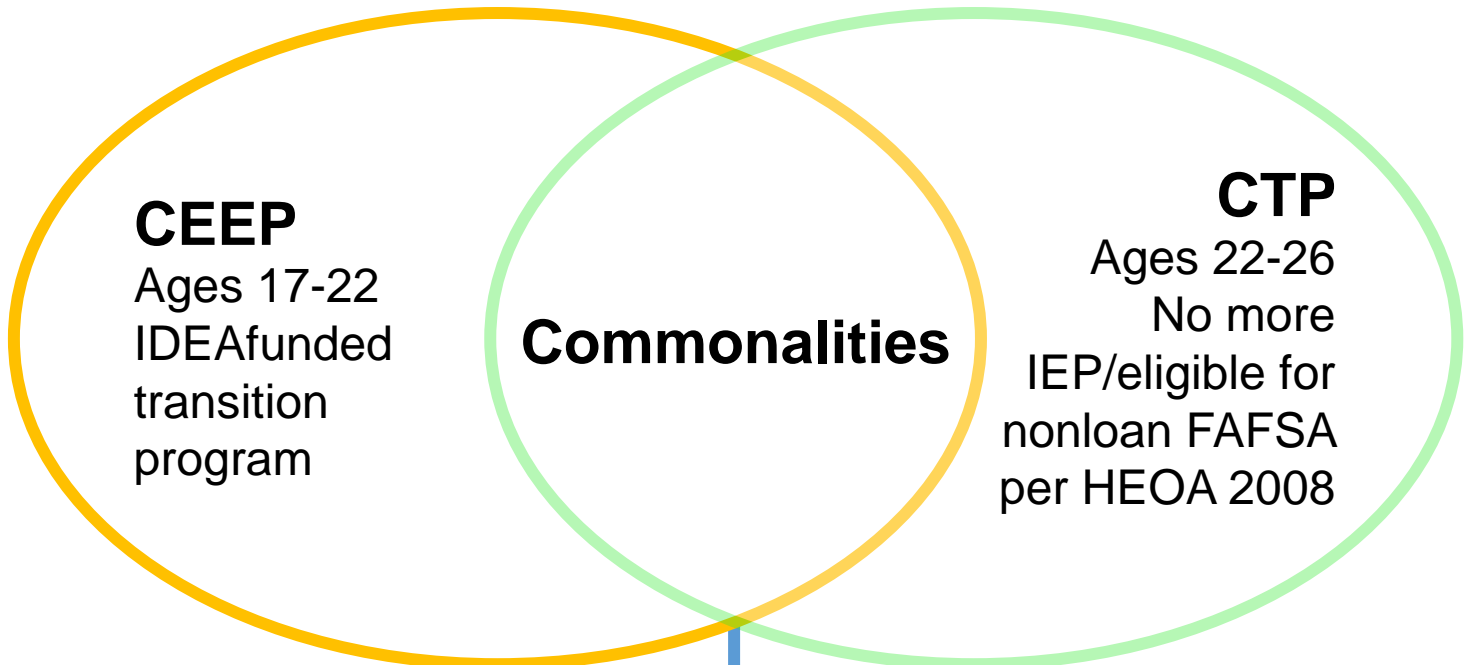 CEEP
Ages 17-22
IDEAfunded
transition
program
Commonalities
CTP
Ages 22-26
No more
IEP/eligible for
nonloan FAFSA
per HEOA 2008